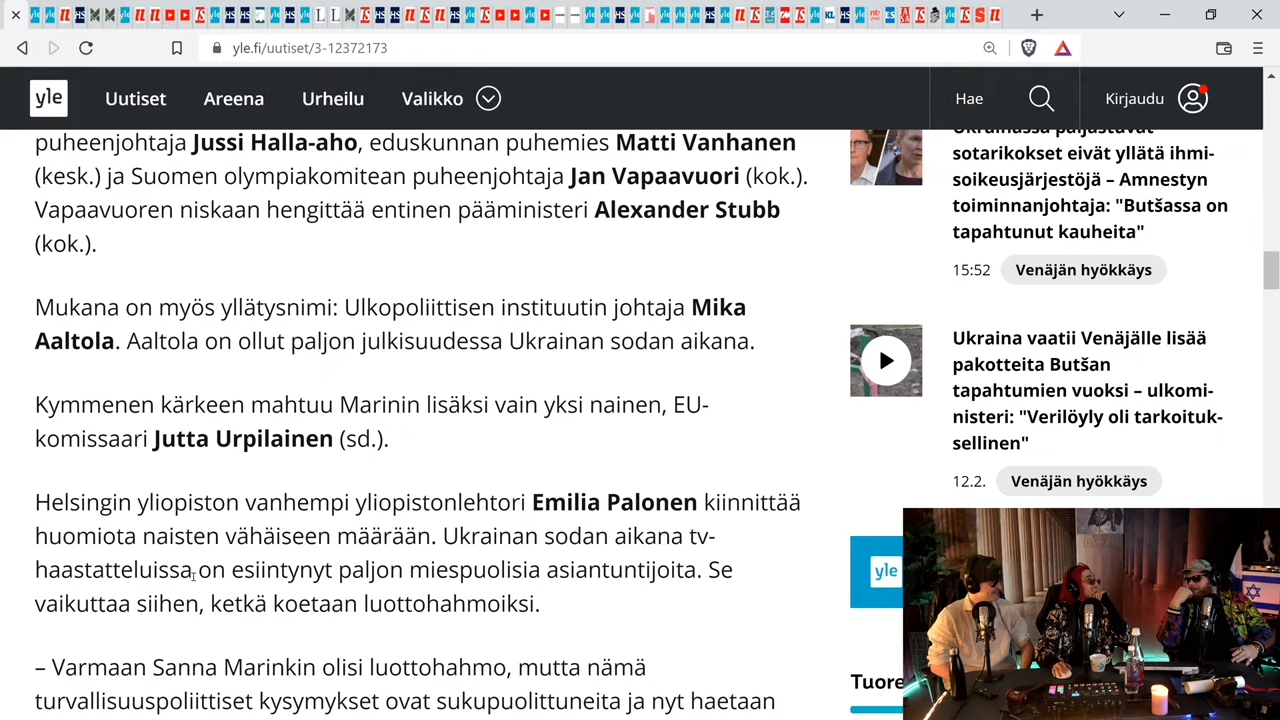 yle.fi/uutiset/3-12372173
yle
Uutiset
Areena
Urheilu
Valikko
Hae
Kirjaudu
puheenjohtaja Jussi Halla-aho, eduskunnan puhemies Matti Vanhanen
(kesk.) ja Suomen olympiakomitean puheenjohtaja Jan Vapaavuori (kok.).
Vapaavuoren niskaan hengittää entinen pääministeri Alexander Stubb
(kok.).
Mukana on myös yllätysnimi: Ulkopoliittisen instituutin johtaja Mika
Aaltola. Aaltola on ollut paljon julkisuudessa Ukrainan sodan aikana.
Kymmenen kärkeen mahtuu Marinin lisäksi vain yksi nainen, EU-
komissaari Jutta Urpilainen (sd.).
Helsingin yliopiston vanhempi yliopistonlehtori Emilia Palonen kiinnittää
huomiota naisten vähäiseen määrään. Ukrainan sodan aikana tv-
haastatteluissa on esiintynyt paljon miespuolisia asiantuntijoita. Se
vaikuttaa siihen, ketkä koetaan luottohahmoiksi.
– Varmaan Sanna Marinkin olisi luottohahmo, mutta nämä
turvallisuuspoliittiset kysymykset ovat sukupuolittuneita ja nyt haetaan
Ukrainassa paljastuvat
sotarikokset eivät yllätä ihmi-
soikeusjärjestöjä – Amnestyn
toiminnanjohtaja: "Butšassa on
tapahtunut kauheita"
15:52
Venäjän hyökkäys
Ukraina vaatii Venäjälle lisää
pakotteita Butšan
tapahtumien vuoksi – ulkomi-
nisteri: "Verilöyly oli tarkoituk-
sellinen"
12.2.
Venäjän hyökkäys
yle
Tuore